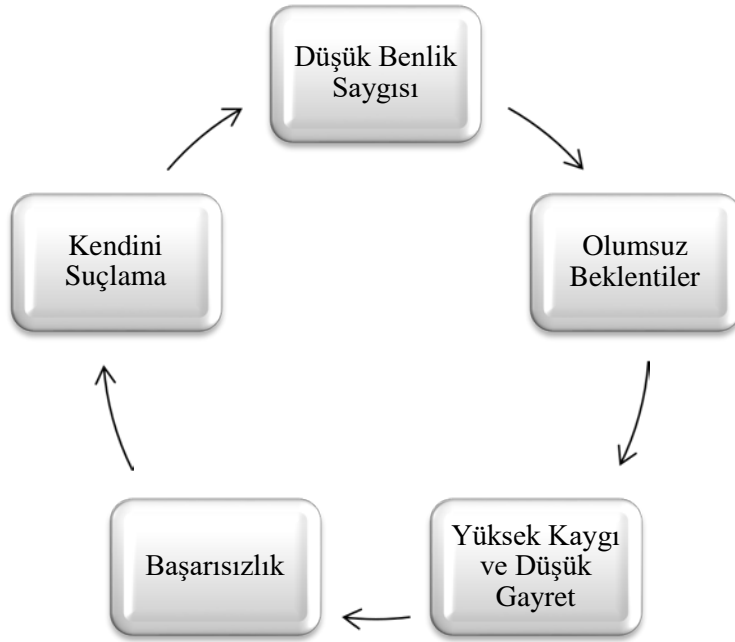 Düşük Benlik
Saygısı
Olumsuz
Beklentiler
Yüksek Kaygı
ve Düşük
Gayret
Başarısızlık
Kendini
Suçlama